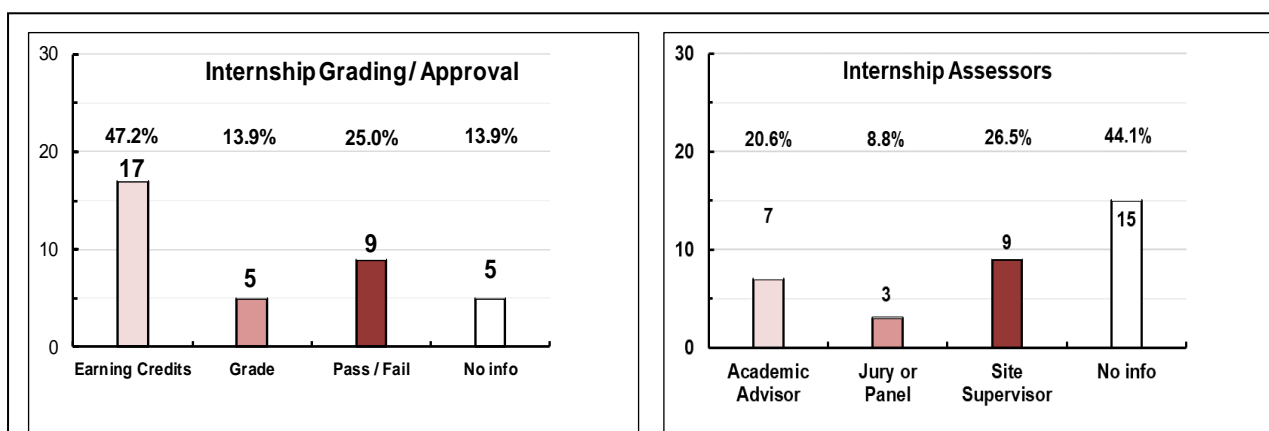 Internship Grading/ Approval
30
20
10
0
47.2% 13.9% 25.0% 13.9%
17 5 9 5
Earning Credits Grade Pass / Fail No info
Internship Assessors
30
20
10
0
20.6% 8.8% 26.5% 44.1%
7 3 9 15
Academic Advisor
Jury or Panel
Site Supervisor
No info